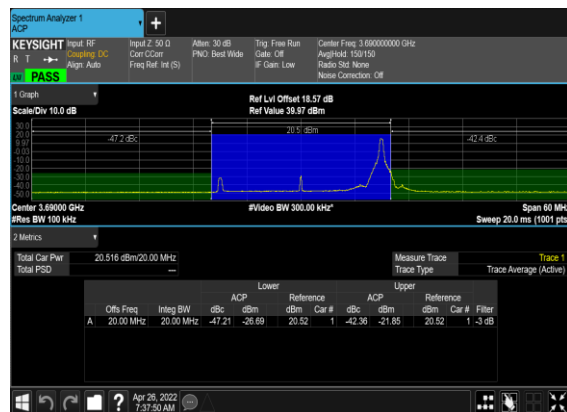 Spectrum Analyzer 1
ACP
+
KEYSIGHT Input: RF Input Z: 50 Ω Atten: 30 dB Trig: Free Run Center Freq: 3.690000000 GHz
R T Coupling: DC Corr CCorr PNO: Best Wide Gate: Off Avg|Hold: 150/150
Align: Auto Freq Ref: Int (S) IF Gain: Low Radio Std: None
LW PASS Noise Correction: Off
1 Graph Ref Lvl Offset 18.57 dB
Scale/Div 10.0 dB Ref Value 39.97 dBm
30.0
20.0 20.5 dBm
9.97 -47.2 dBc -42.4 dBc
-0.03
-10.0
-20.0
-30.0
-40.0
-50.0
Center 3.69000 GHz #Video BW 300.00 kHz* Span 60 MHz
#Res BW 100 kHz Sweep 20.0 ms (1001 pts
2 Metrics
Total Car Pwr 20.516 dBm/20.00 MHz Measure Trace Trace 1
Total PSD --- Trace Type Trace Average (Active)
Lower Upper
ACP Reference ACP Reference
Offs Freq Integ BW dBc dBm dBm Car # dBc dBm dBm Car # Filter
A 20.00 MHz 20.00 MHz -47.21 -26.69 20.52 1 -42.36 -21.85 20.52 1 -3 dB
? Apr 26, 2022
7:37:50 AM